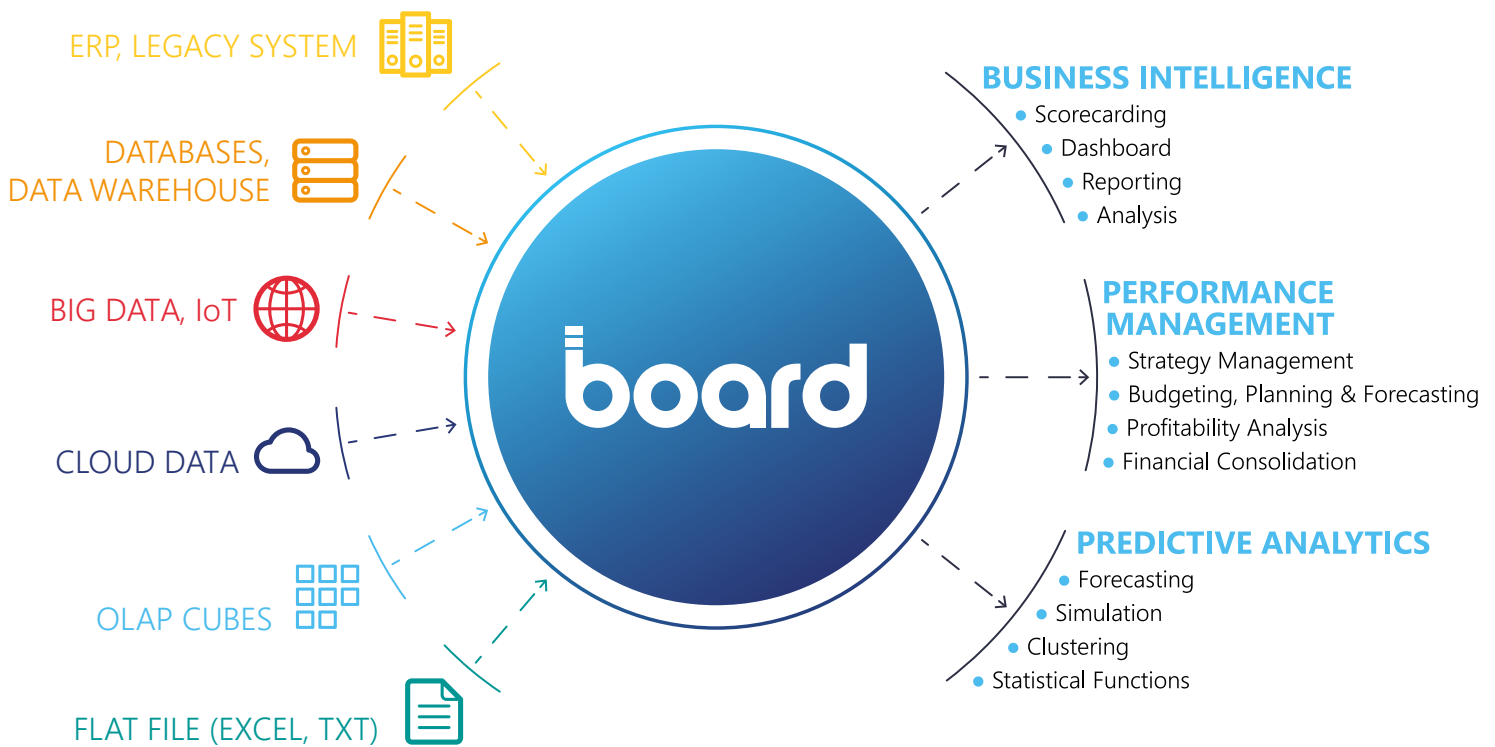 ERP, LEGACY SYSTEM
DATABASES,
DATA WAREHOUSE
BIG DATA, IoT
CLOUD DATA
OLAP CUBES
FLAT FILE (EXCEL, TXT)
board
BUSINESS INTELLIGENCE
Scorecarding
Dashboard
Reporting
Analysis
PERFORMANCE
MANAGEMENT
Strategy Management
Budgeting, Planning & Forecasting
Profitability Analysis
Financial Consolidation
PREDICTIVE ANALYTICS
Forecasting
Simulation
Clustering
Statistical Functions